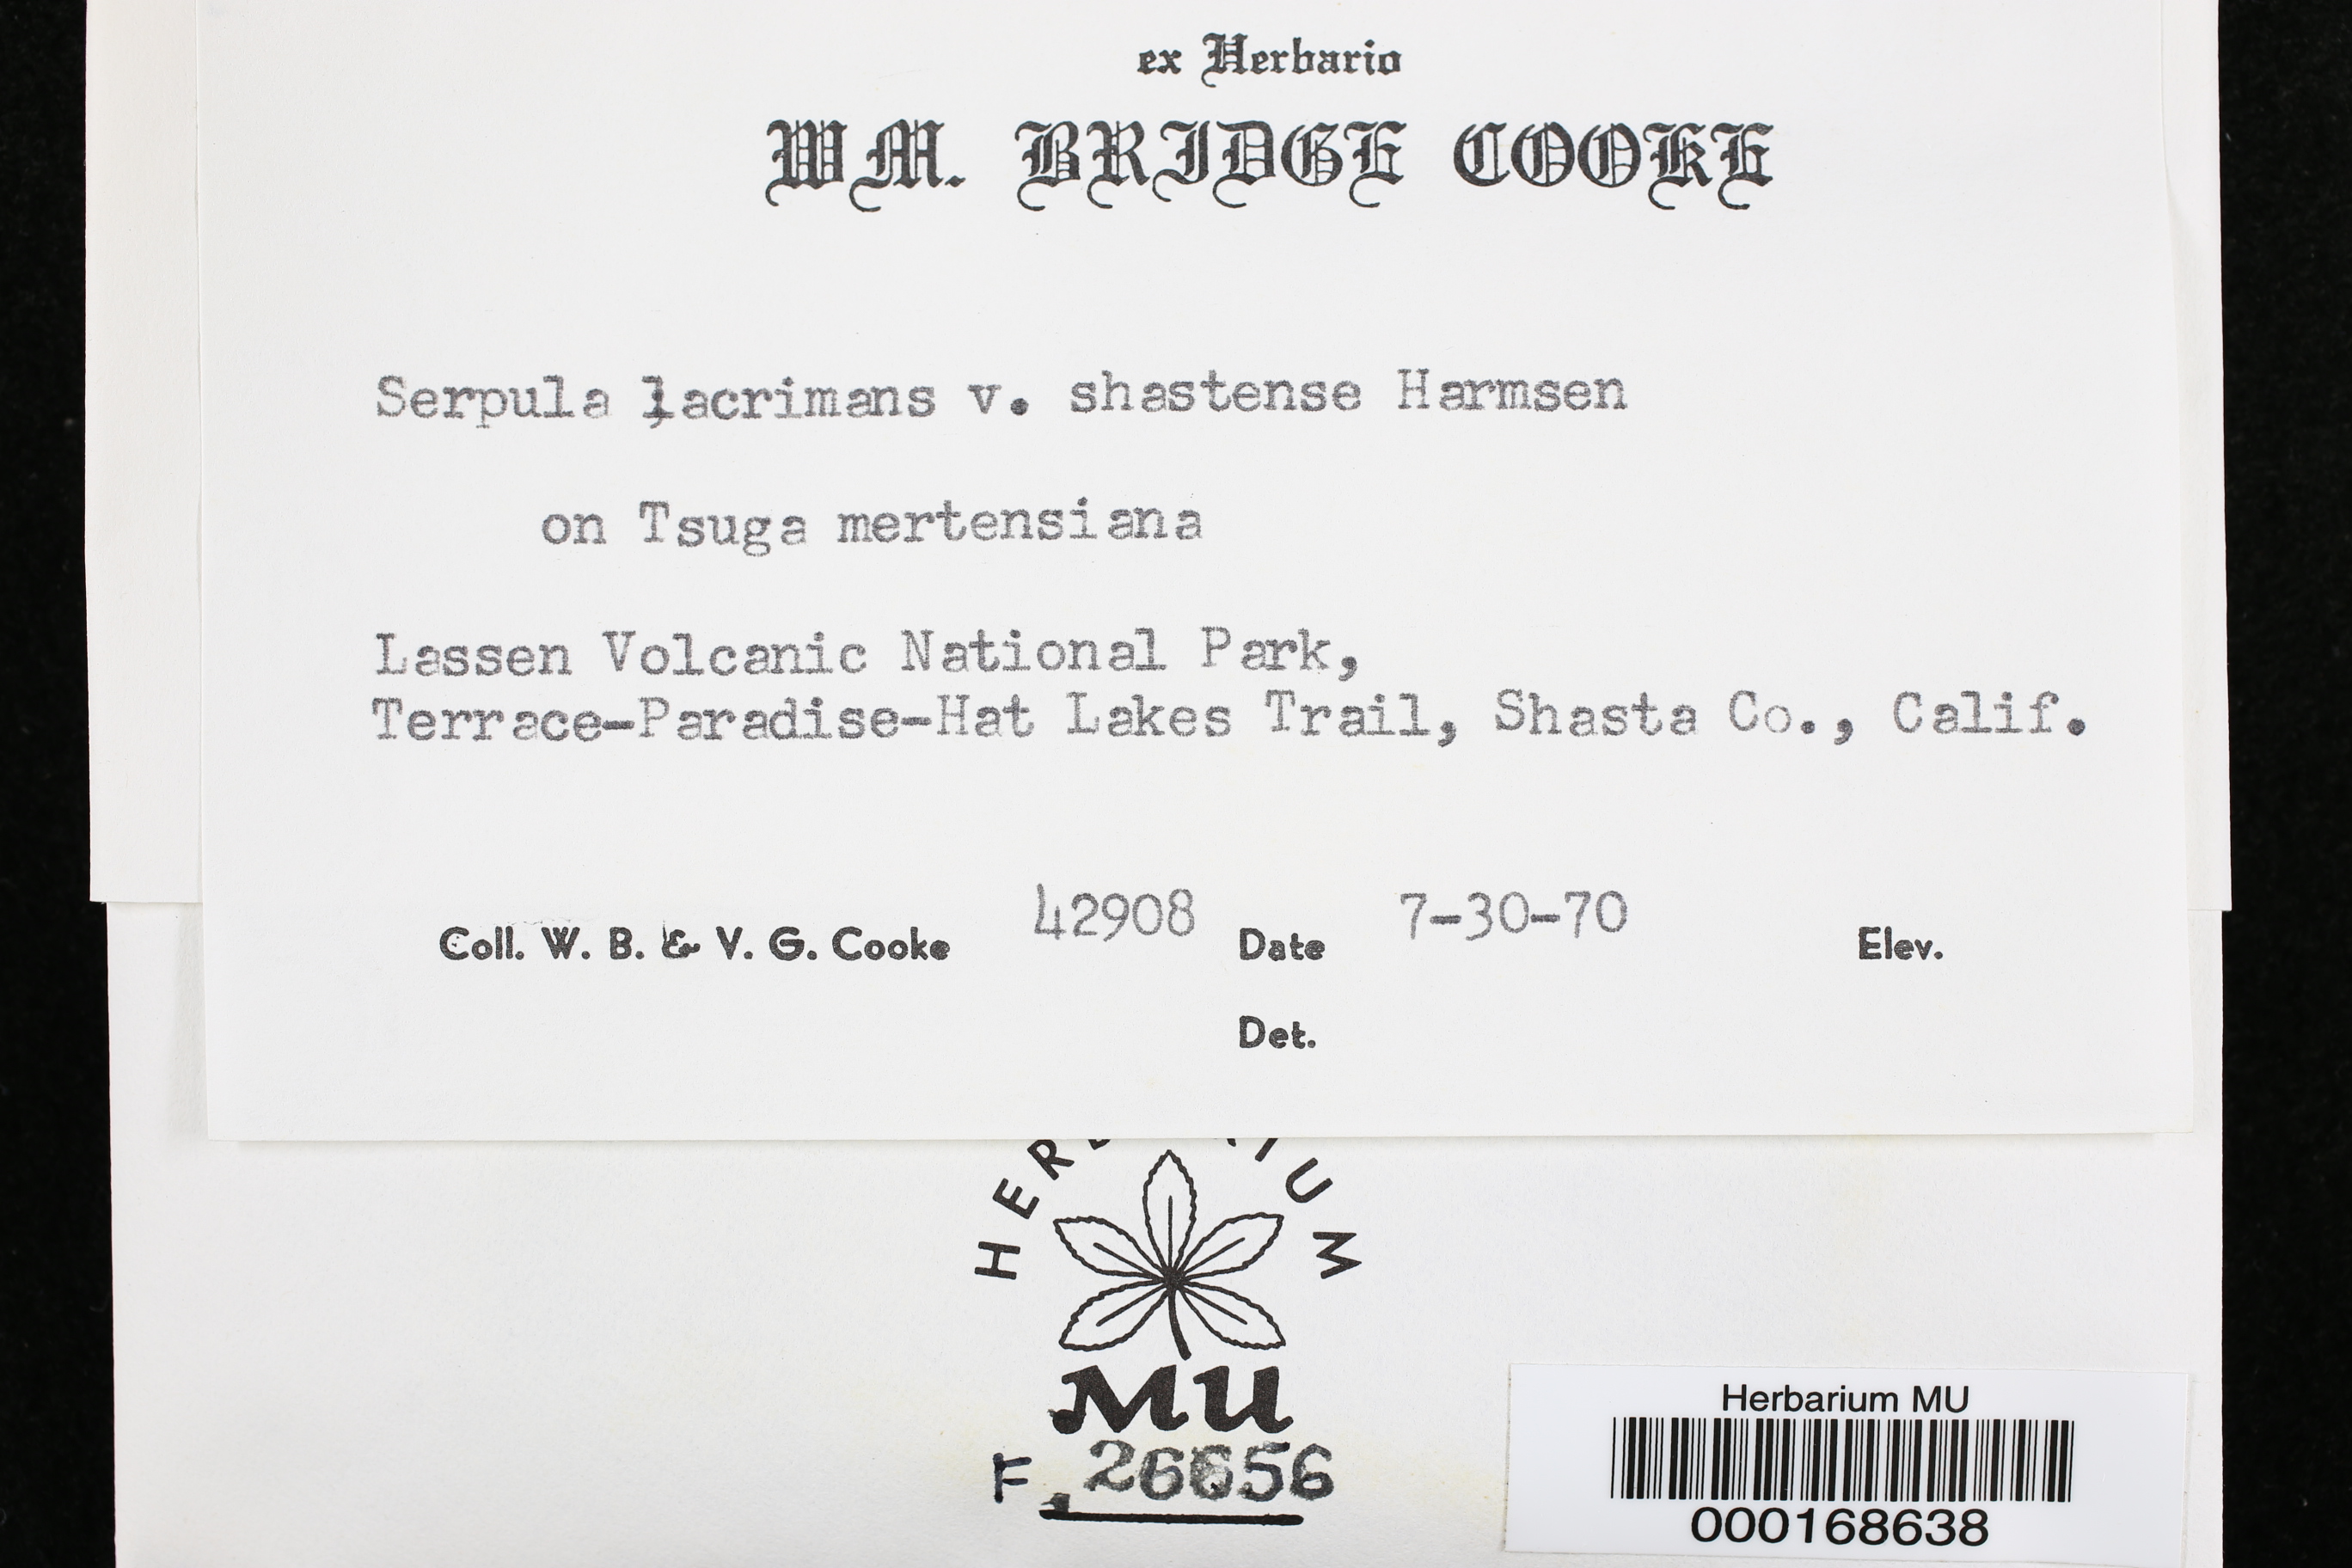 ex Herbario
WM. BRIDGE COOKE
Serpula lacrimans v. shastense Harmsen
on Tsuga mertensiana
Lassen Volcanic National Park,
Terrace-Paradise-Hat Lakes Trail, Shasta Co., Calif.
Coll. W. B. & V. G. Cooke 42908 Date 7-30-70 Elev.
Det.
MU
F. 26656
Herbarium MU
000168638